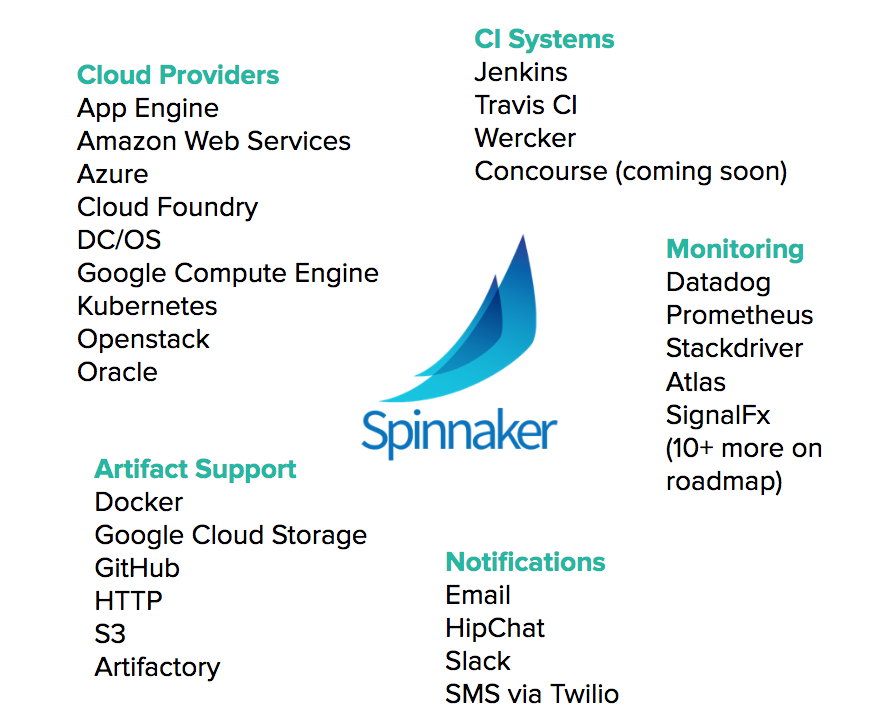 Cloud Providers
App Engine
Amazon Web Services
Azure
Cloud Foundry
DC/OS
Google Compute Engine
Kubernetes
Openstack
Oracle
CI Systems
Jenkins
Travis CI
Wercker
Concourse (coming soon)
Monitoring
Datadog
Prometheus
Stackdriver
Atlas
SignalFx
(10+ more on
roadmap)
Spinnaker
Artifact Support
Docker
Google Cloud Storage
GitHub
HTTP
S3
Artifactory
Notifications
Email
HipChat
Slack
SMS via Twilio